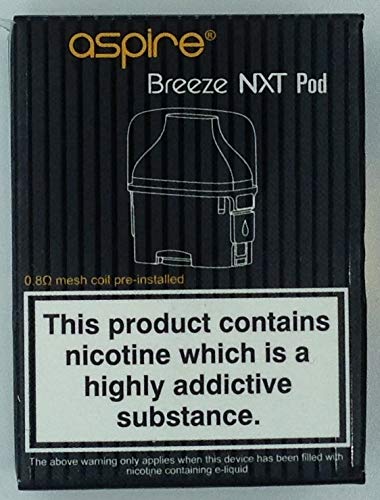 aspire®
Breeze NXT Pod
0.8Ω mesh coil pre-installed
This product contains
nicotine which is a
highly addictive
substance.
The above warning only applies when this device has been filled with
nicotine containing e-liquid